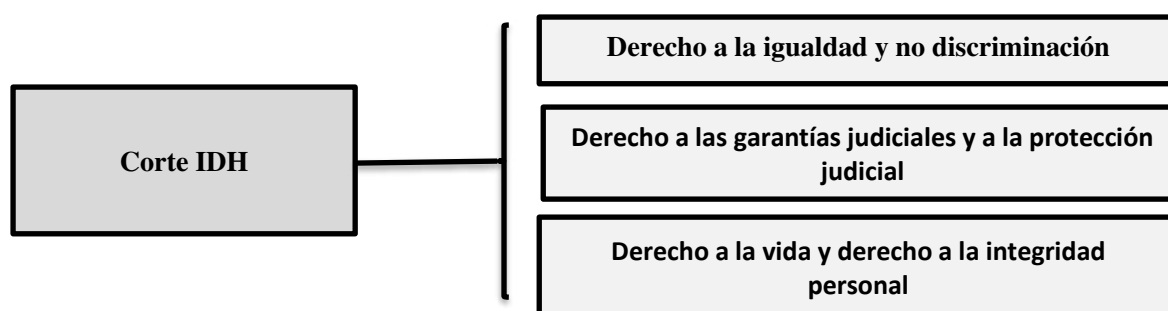 Corte IDH
Derecho a la igualdad y no discriminación
Derecho a las garantías judiciales y a la protección
judicial
Derecho a la vida y derecho a la integridad
personal